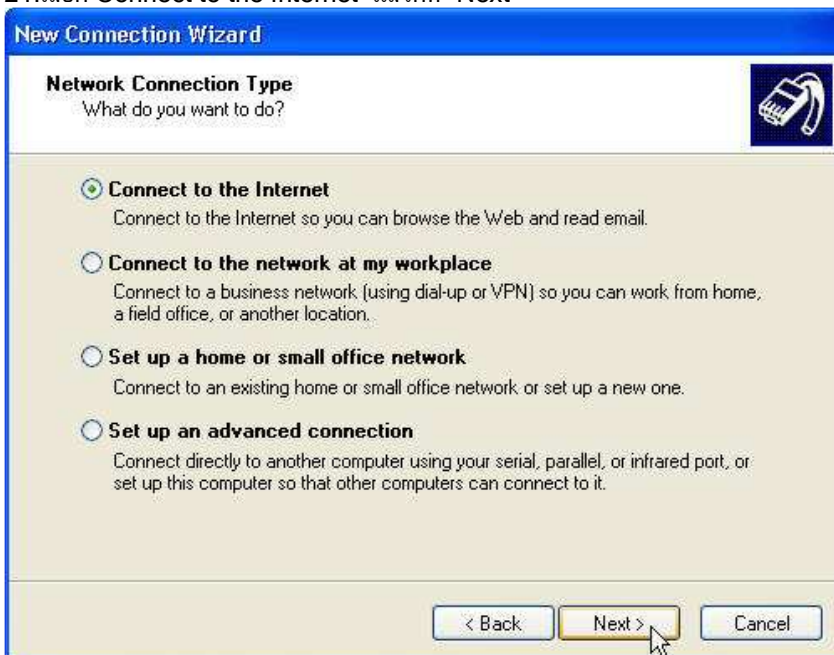 Connect to the Internet Next
New Connection Wizard
Network Connection Type
What do you want to do?
Connect to the Internet
Connect to the Internet so you can browse the Web and read email.
Connect to the network at my workplace
Connect to a business network (using dial-up or VPN) so you can work from home,
a field office, or another location.
Set up a home or small office network
Connect to an existing home or small office network or set up a new one.
Set up an advanced connection
Connect directly to another computer using your serial, parallel, or infrared port, or
set up this computer so that other computers can connect to it.
< Back Next > Cancel